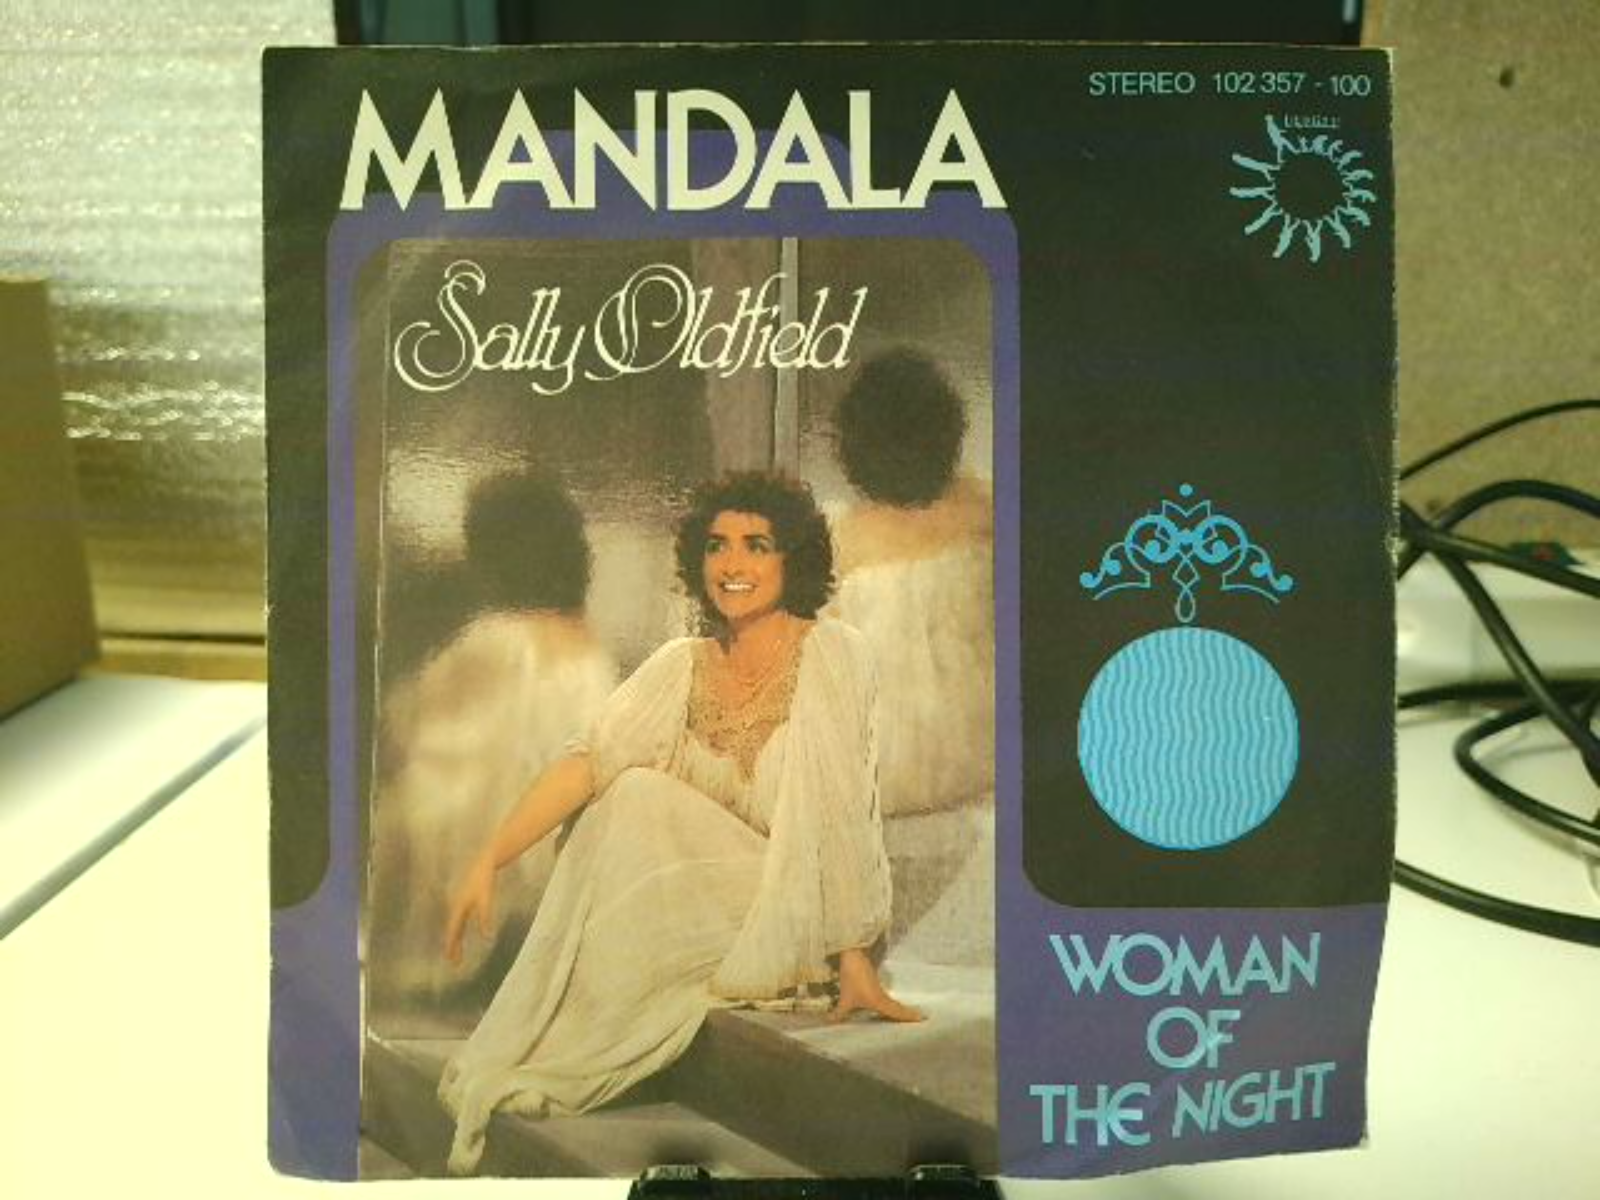 MANDALA
STEREO 102 357 - 100
Sally Oldfield
WOMAN
OF
THE NIGHT